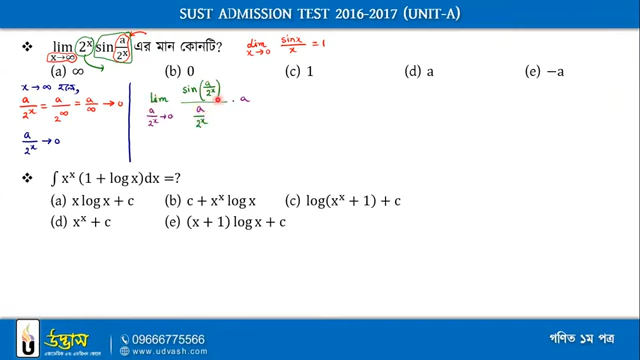 SUST ADMISSION TEST 2016-2017 (UNIT-A)
❖ lim x→∞ 2^x sin a/2^x এর মান কোনটি? lim x→0 sinx/x = 1
(a) ∞ (b) 0 (c) 1 (d) a (e) −a
x→∞ হলে,
a/2^x = a/2^∞ = a/∞ → 0
a/2^x → 0
lim a/2^x→0 sin(a/2^x) / a/2^x · a
❖ ∫ x^x (1 + log x)dx =?
(a) x log x + c (b) c + x^x log x (c) log(x^x + 1) + c
(d) x^x + c (e) (x + 1) log x + c
উদ্ভাস
একাডেমিক এন্ড এডমিশন কেয়ার
09666775566
www.udvash.com
গণিত ১ম পত্র